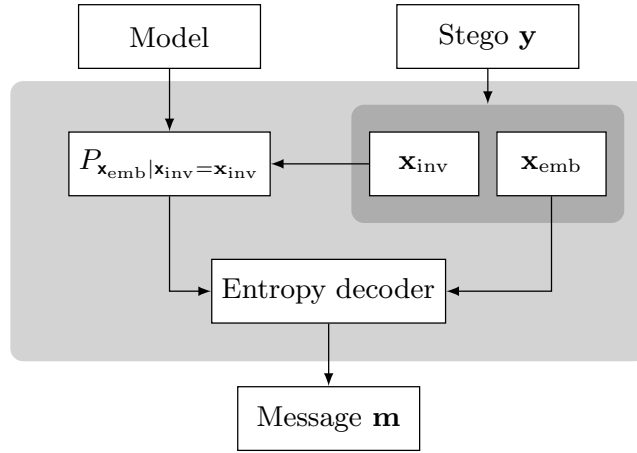 Model
Stego y
P_{x_emb|x_inv=x_inv}
x_inv
x_emb
Entropy decoder
Message m